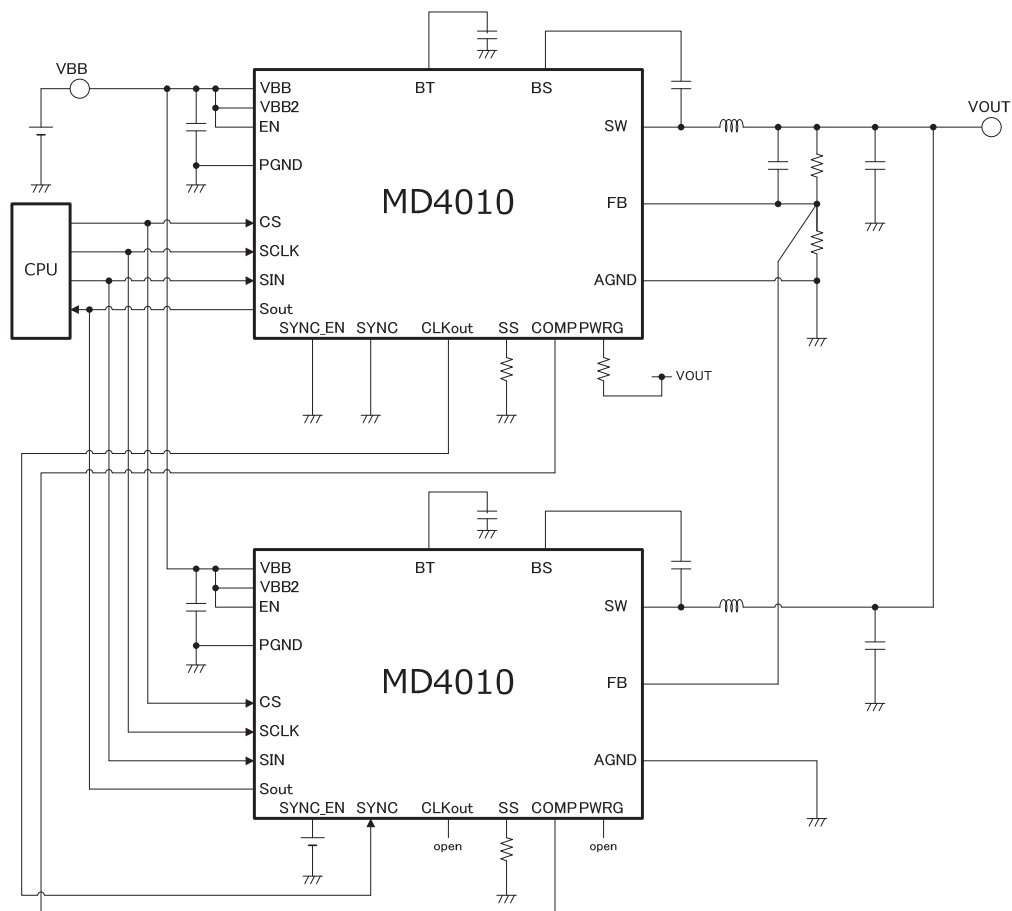 VBB
VOUT
VBB
VBB2
EN
PGND
CS
SCLK
SIN
Sout
BT
BS
SW
FB
AGND
MD4010
SYNC_EN
SYNC
CLKout
SS
COMP
PWRG
CPU
VOUT
VBB
VBB2
EN
PGND
CS
SCLK
SIN
Sout
BT
BS
SW
FB
AGND
MD4010
SYNC_EN
SYNC
CLKout
SS
COMP
PWRG
open
open